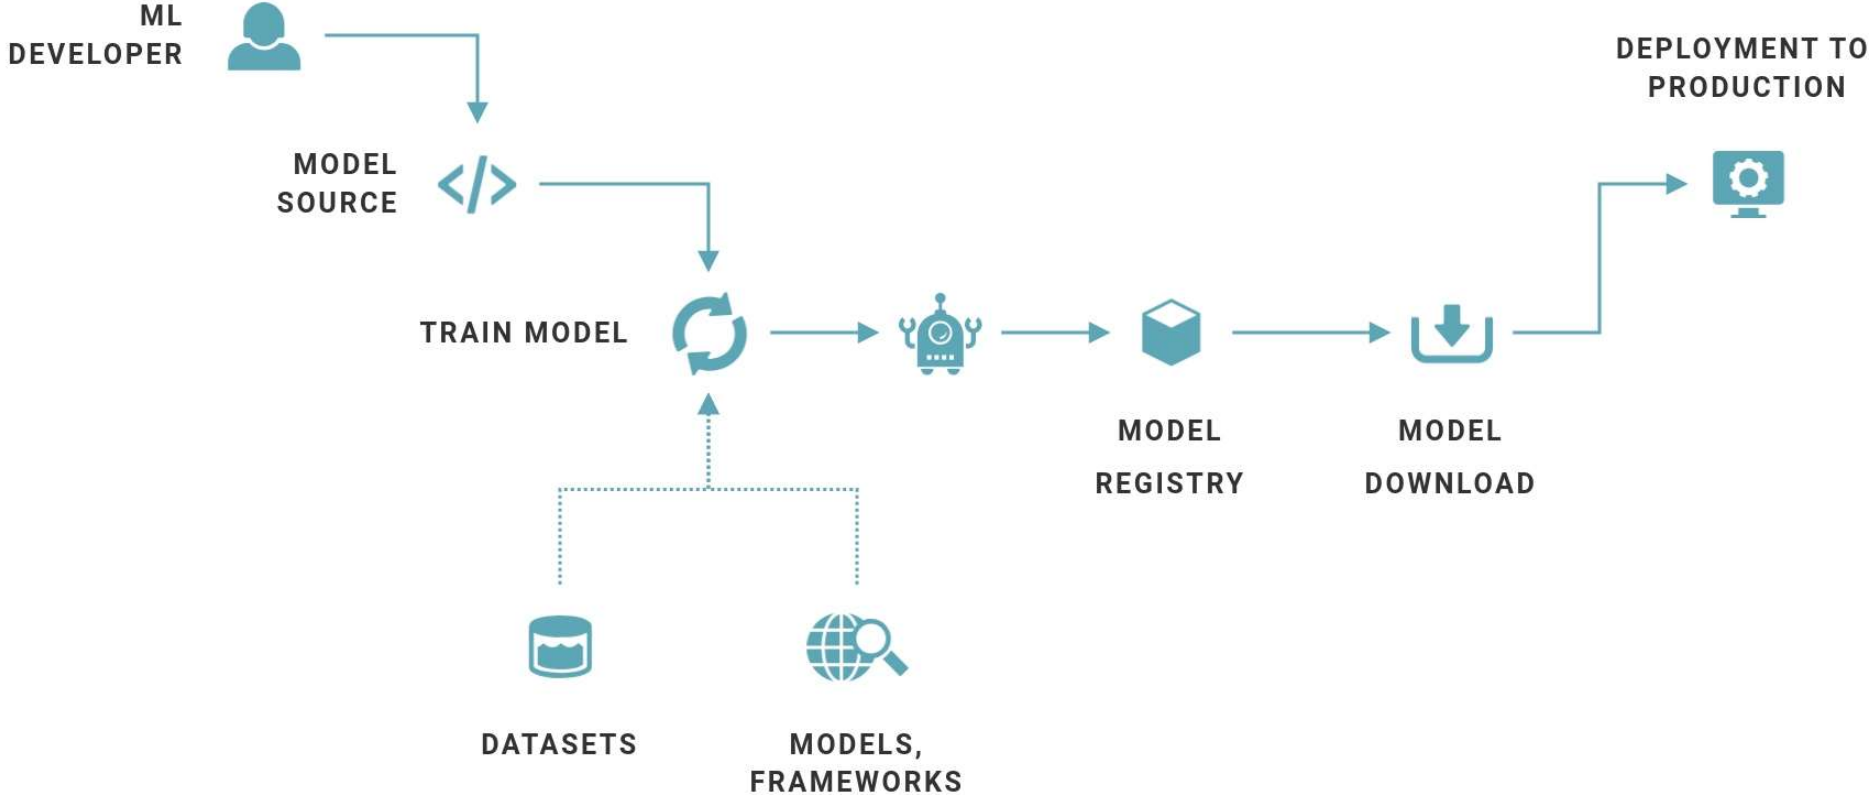 ML
DEVELOPER
DEPLOYMENT TO
PRODUCTION
MODEL
SOURCE
TRAIN MODEL
MODEL
REGISTRY
MODEL
DOWNLOAD
DATASETS
MODELS,
FRAMEWORKS